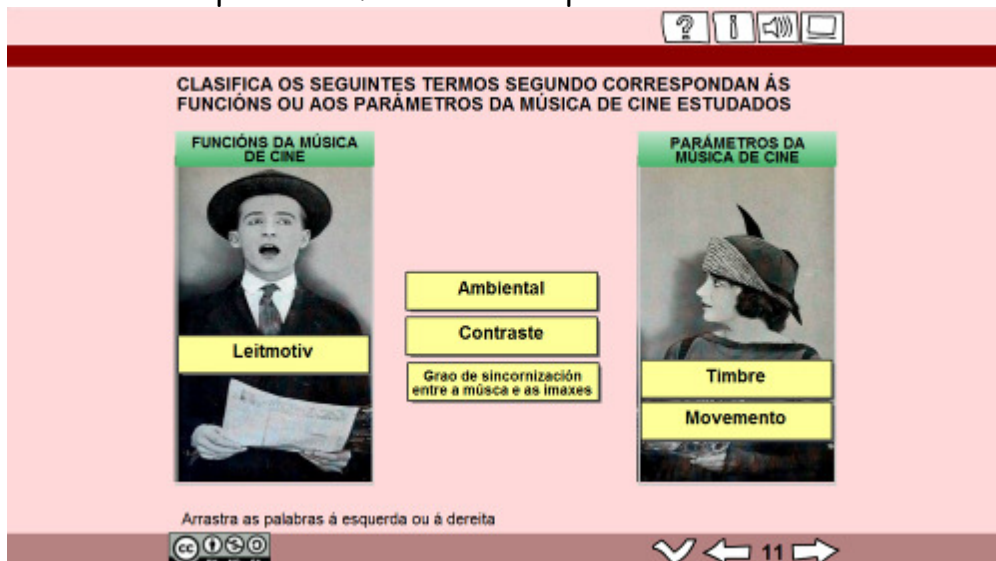 CLASIFICA OS SEGUINTES TERMOS SEGUNDO CORRESPONDAN ÁS
FUNCIÓNS OU AOS PARÁMETROS DA MÚSICA DE CINE ESTUDADOS
FUNCIÓNS DA MÚSICA
DE CINE
PARÁMETROS DA
MÚSICA DE CINE
Ambiental
Contraste
Leitmotiv
Grao de sincornización
entre a músca e as imaxes
Timbre
Movemento
Arrastra as palabras á esquerda ou á dereita
cc
11